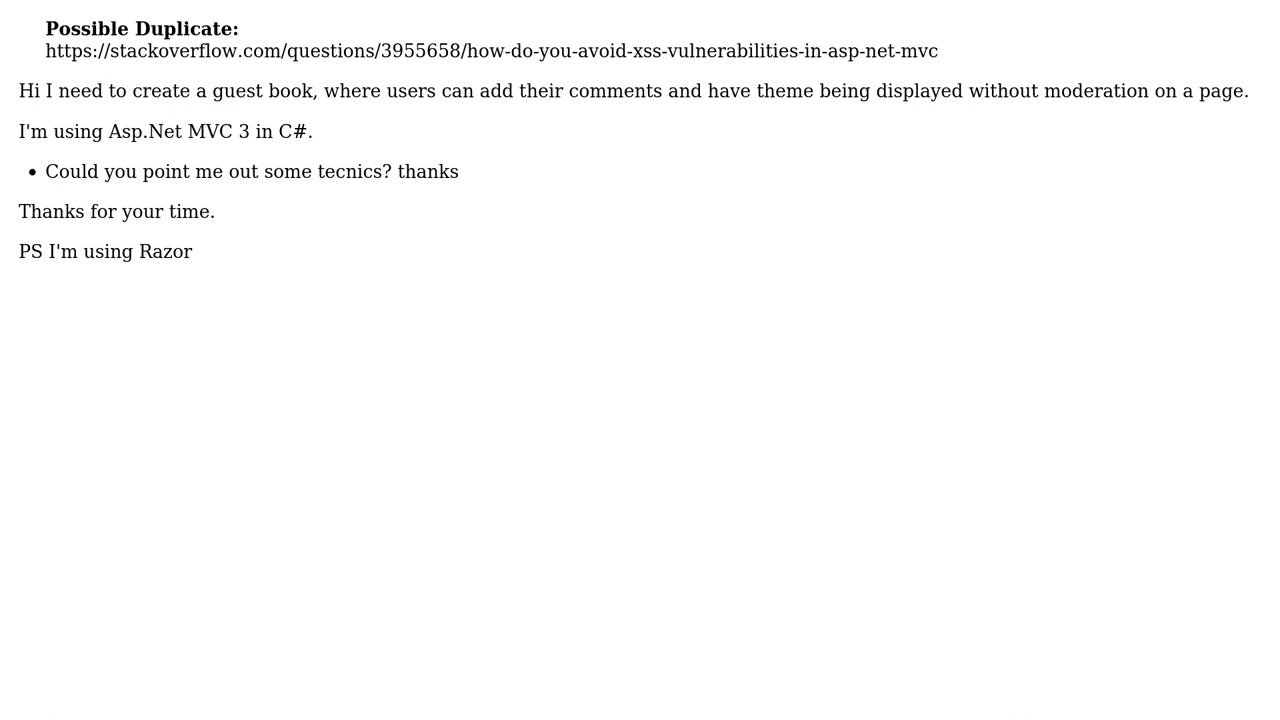 Possible Duplicate:
https://stackoverflow.com/questions/3955658/how-do-you-avoid-xss-vulnerabilities-in-asp-net-mvc
Hi I need to create a guest book, where users can add their comments and have theme being displayed without moderation on a page.
I'm using Asp.Net MVC 3 in C#.
• Could you point me out some tecnics? thanks
Thanks for your time.
PS I'm using Razor